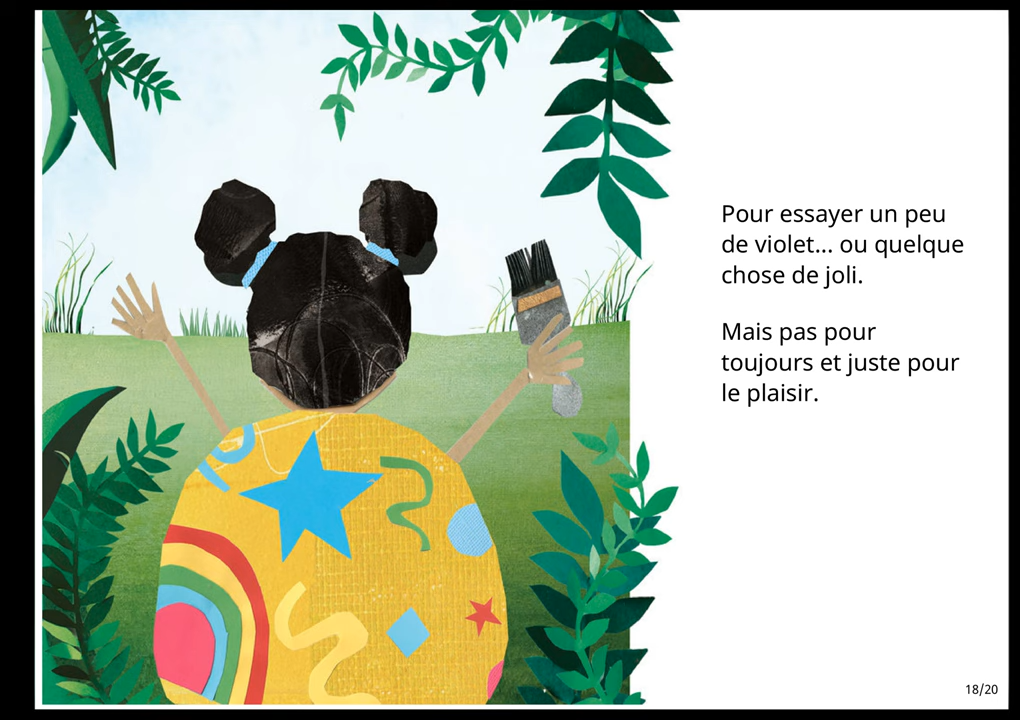 Pour essayer un peu
de violet... ou quelque
chose de joli.
Mais pas pour
toujours et juste pour
le plaisir.
18/20